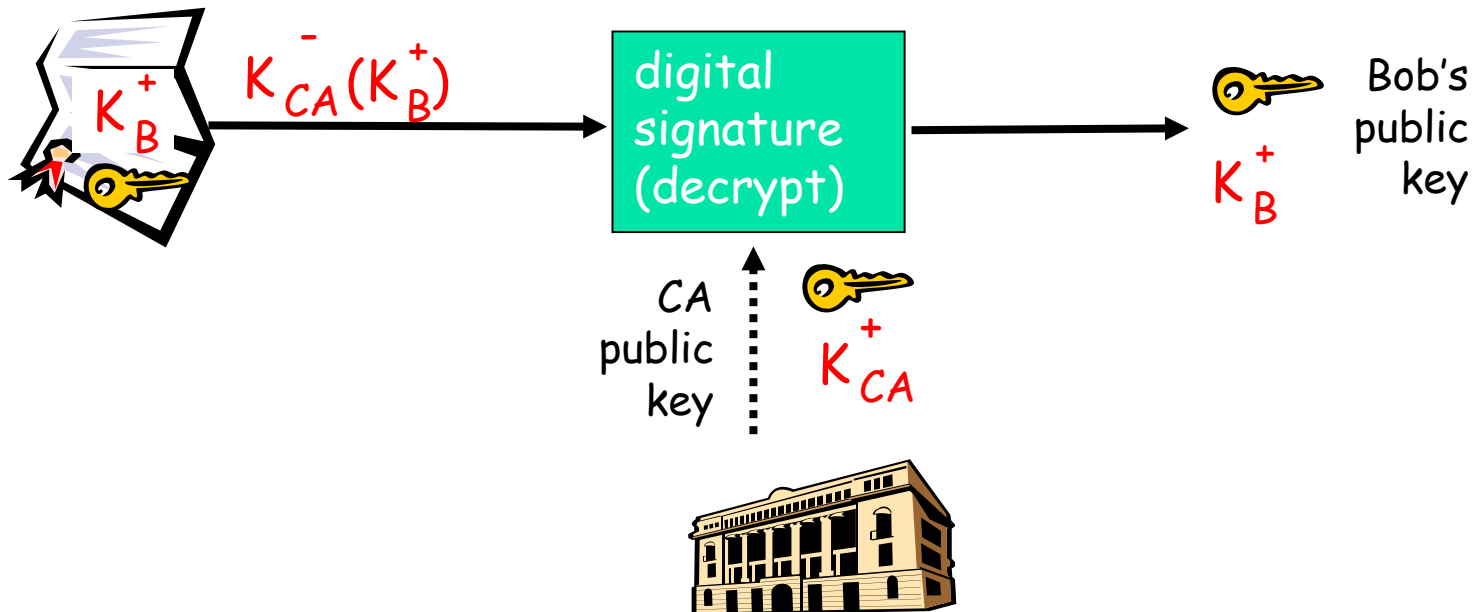 K_B^+
K_CA^-(K_B^+)
digital
signature
(decrypt)
Bob's
public
key
K_B^+
CA
public
key
K_CA^+